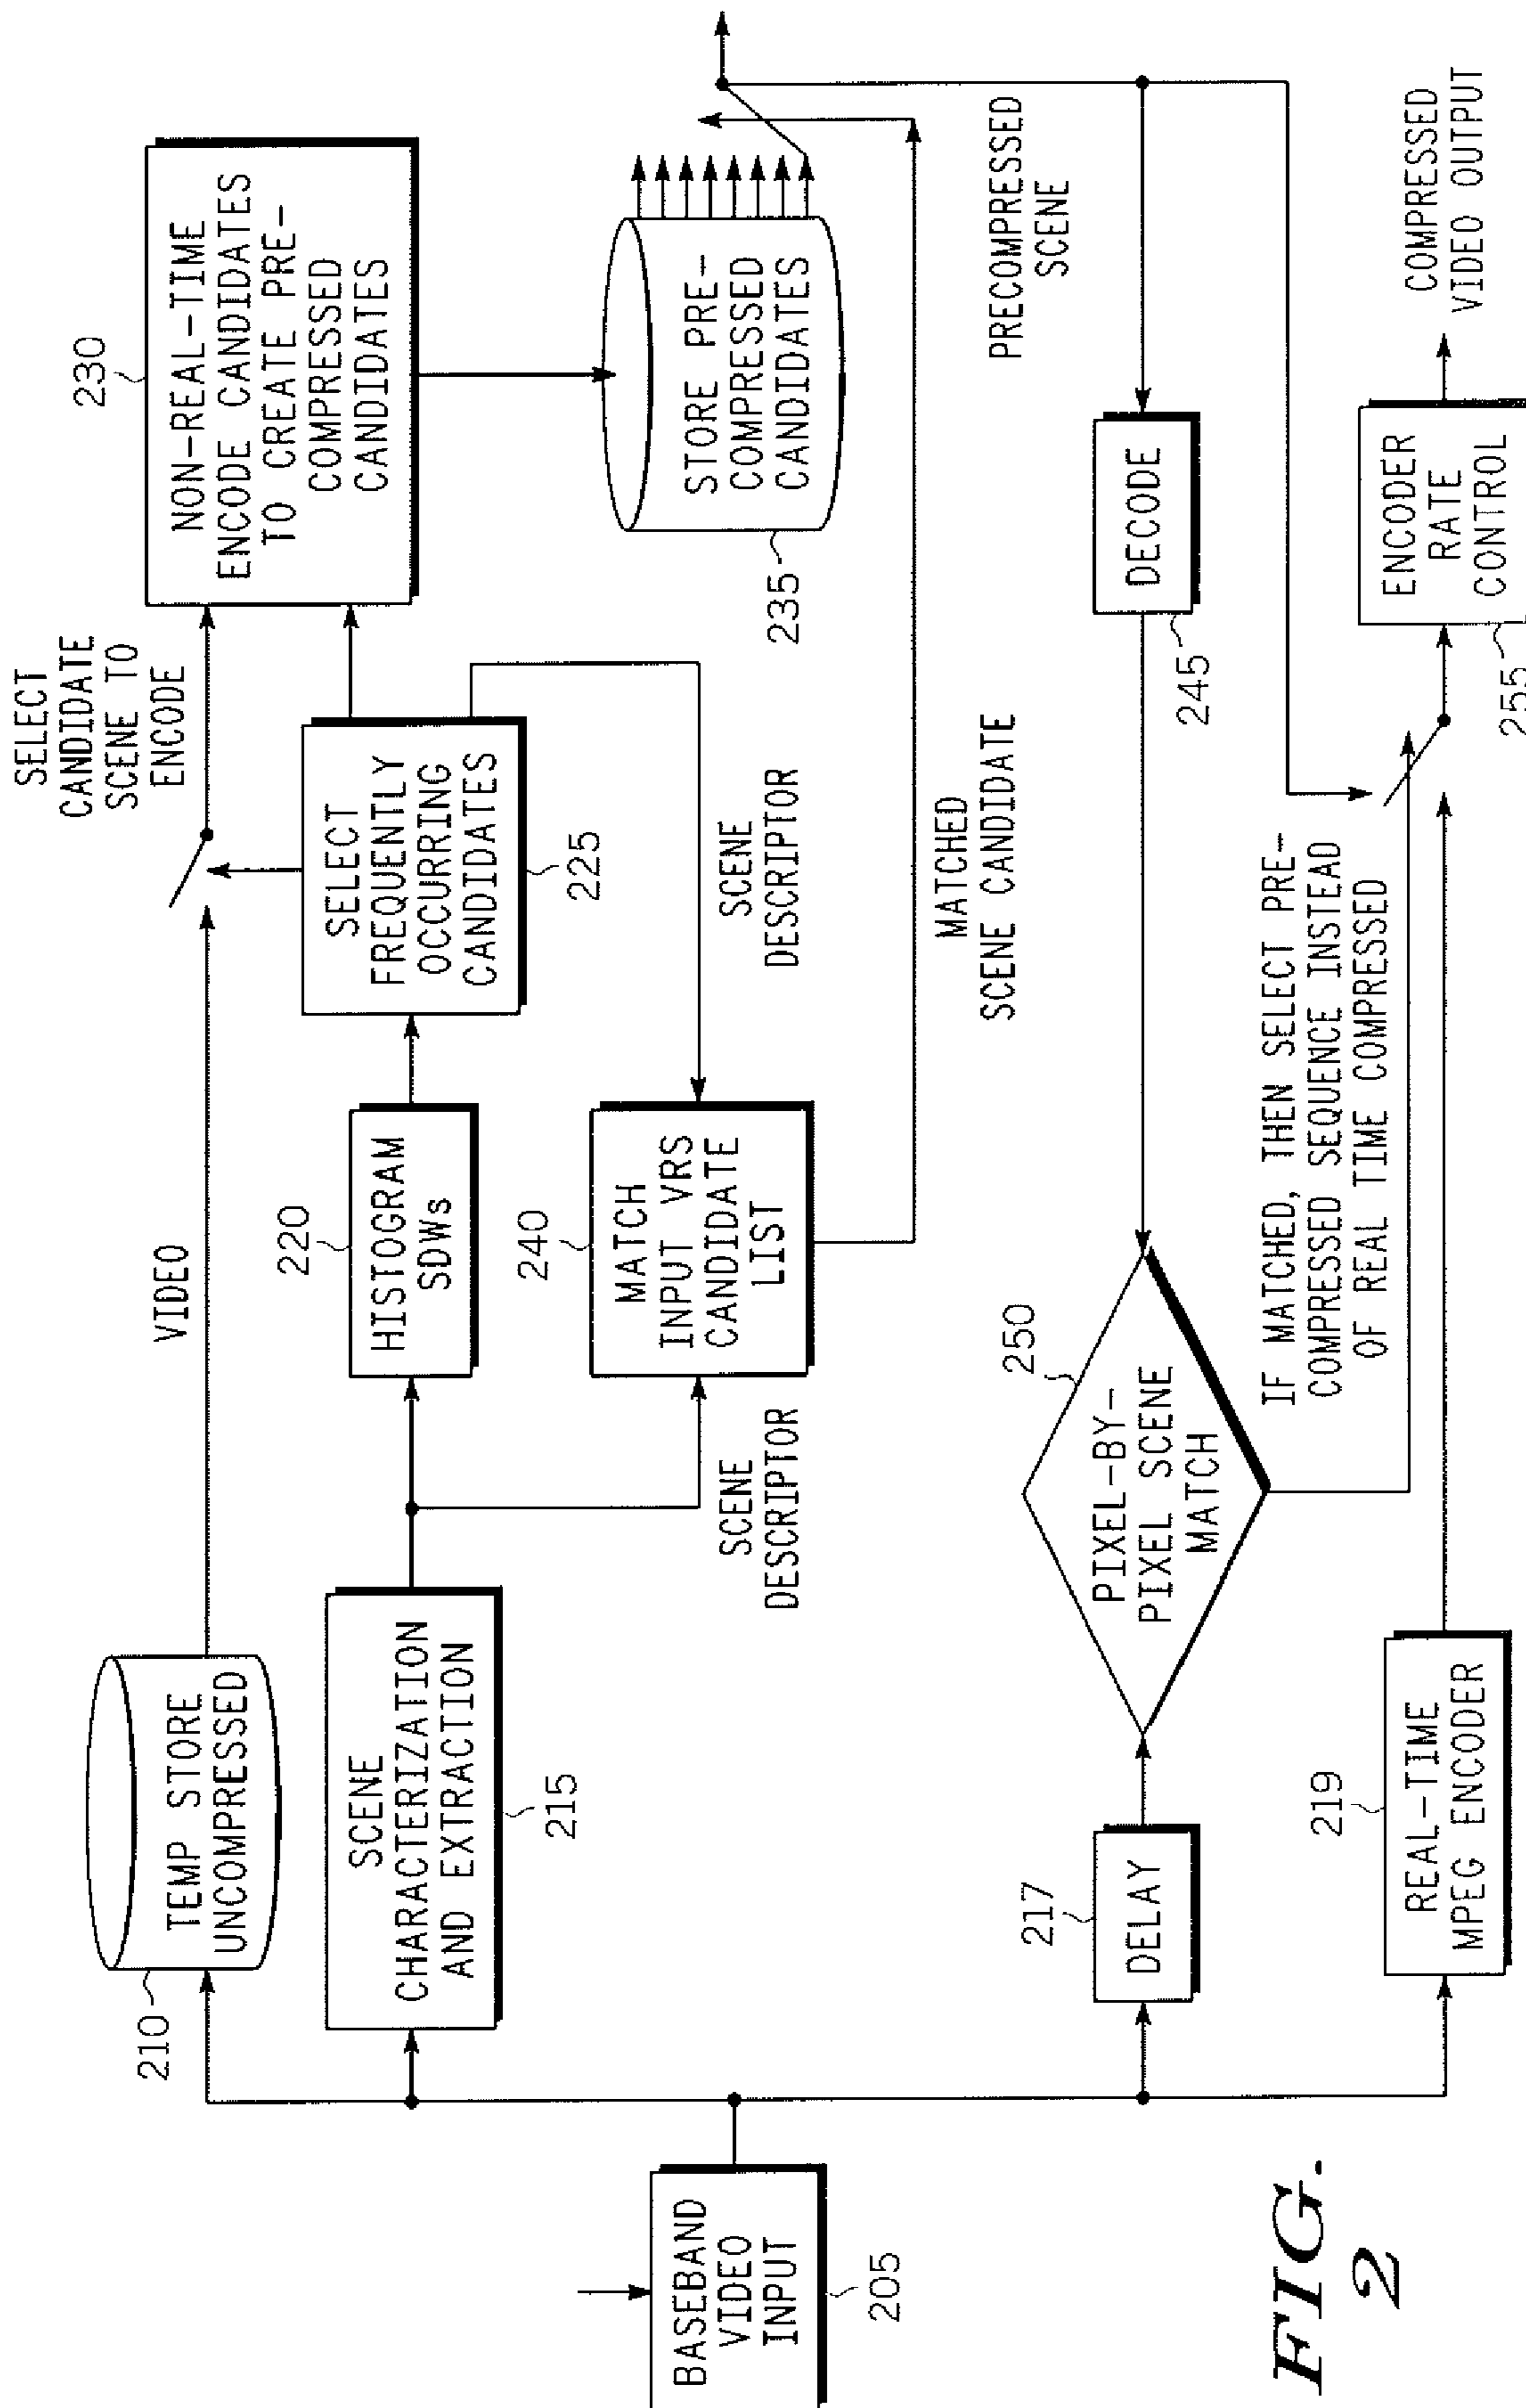 BASEBAND
VIDEO
INPUT
205
TEMP STORE
UNCOMPRESSED
210
SCENE
CHARACTERIZATION
AND EXTRACTION
215
DELAY
217
REAL-TIME
MPEG ENCODER
219
VIDEO
HISTOGRAM
SDWs
220
SCENE
DESCRIPTOR
MATCH
INPUT VRS
CANDIDATE
LIST
240
SELECT
FREQUENTLY
OCCURRING
CANDIDATES
225
SCENE
DESCRIPTOR
SELECT
CANDIDATE
SCENE TO
ENCODE
NON-REAL-TIME
ENCODE CANDIDATES
TO CREATE PRE-
COMPRESSED
CANDIDATES
230
STORE PRE-
COMPRESSED
CANDIDATES
235
MATCHED
SCENE CANDIDATE
PRECOMPRESSED
SCENE
DECODE
245
PIXEL-BY-
PIXEL SCENE
MATCH
250
IF MATCHED, THEN SELECT PRE-
COMPRESSED SEQUENCE INSTEAD
OF REAL TIME COMPRESSED
ENCODER
RATE
CONTROL
255
COMPRESSED
VIDEO OUTPUT
FIG.
2